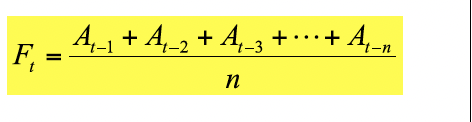 Fₜ = (Aₜ₋₁ + Aₜ₋₂ + Aₜ₋₃ + ··· + Aₜ₋ₙ) / n